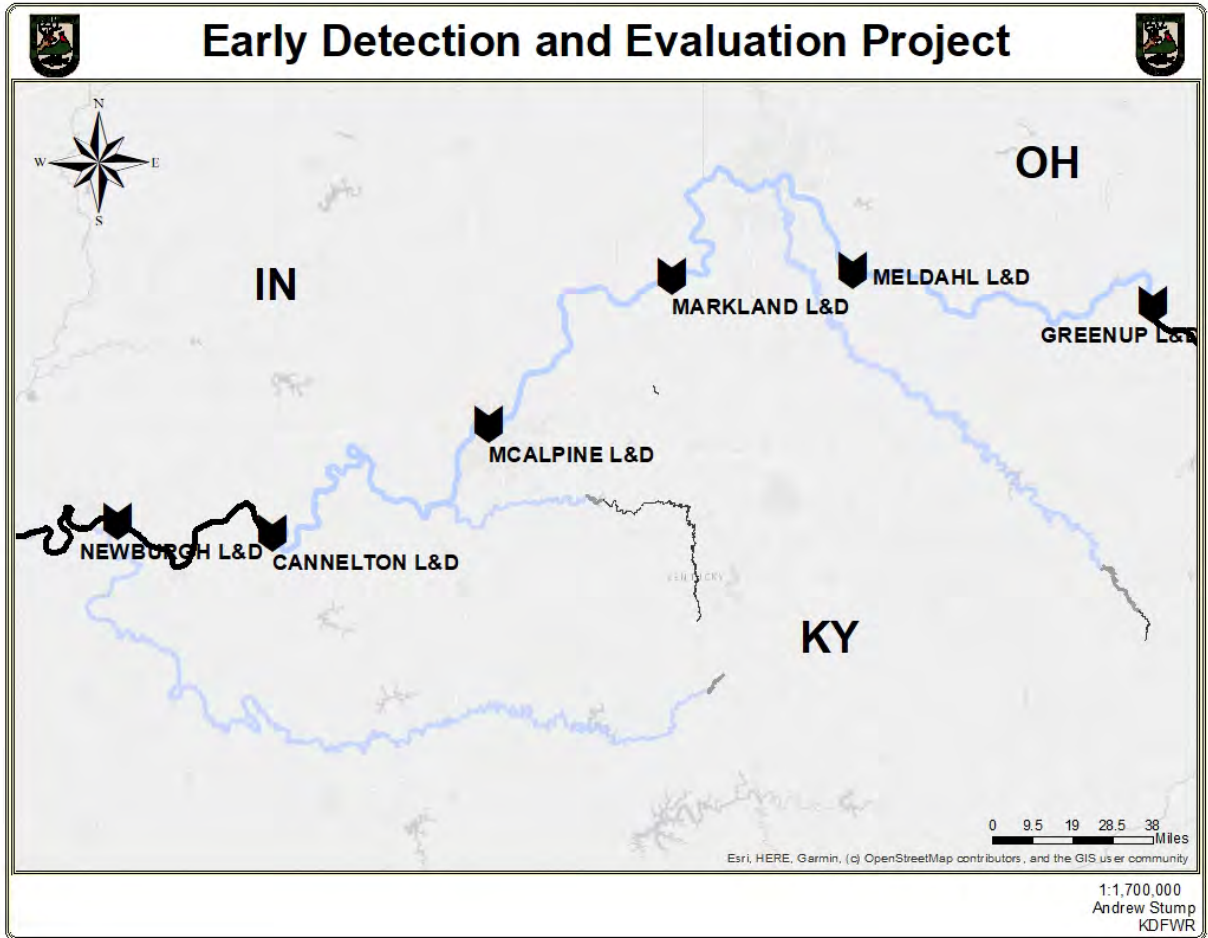 Early Detection and Evaluation Project
N
W
E
S
OH
IN
MELDAHL L&D
MARKLAND L&D
GREENUP L&D
MCALPINE L&D
NEWBURGH L&D
CANNELTON L&D
KENTUCKY
KY
0 9.5 19 28.5 38
Miles
Esri, HERE, Garmin, (c) OpenStreetMap contributors, and the GIS user community
1:1,700,000
Andrew Stump
KDFWR